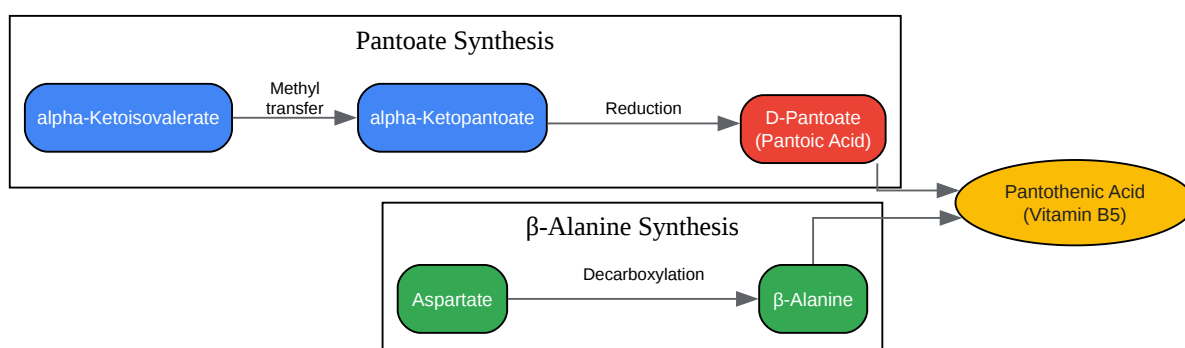 Pantoate Synthesis
alpha-Ketoisovalerate
Methyl
transfer
alpha-Ketopantoate
Reduction
D-Pantoate
(Pantoic Acid)
Pantothenic Acid
(Vitamin B5)
β-Alanine Synthesis
Aspartate
Decarboxylation
β-Alanine